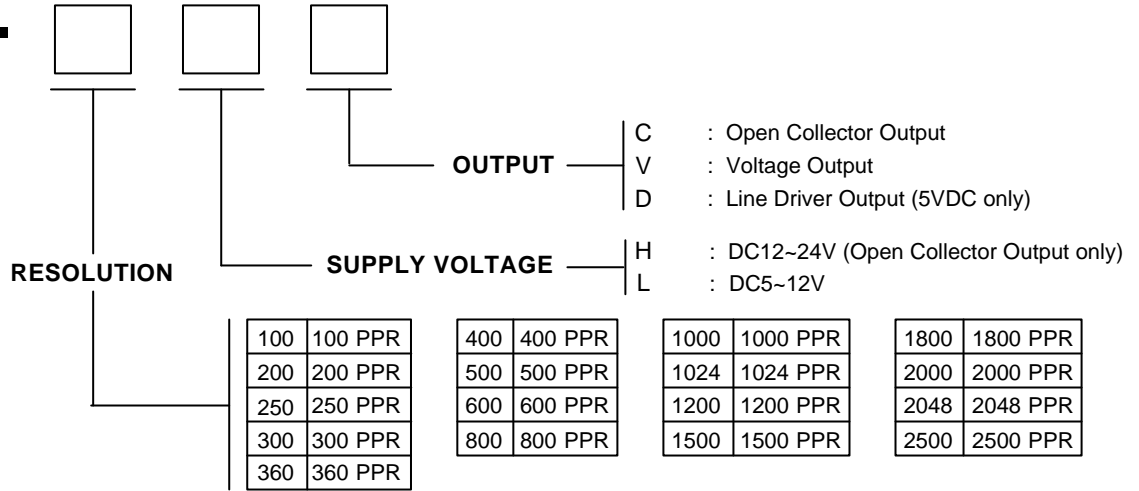 C : Open Collector Output
OUTPUT V : Voltage Output
D : Line Driver Output (5VDC only)
H : DC12~24V (Open Collector Output only)
SUPPLY VOLTAGE
L : DC5~12V
RESOLUTION
100 100 PPR 400 400 PPR 1000 1000 PPR 1800 1800 PPR
200 200 PPR 500 500 PPR 1024 1024 PPR 2000 2000 PPR
250 250 PPR 600 600 PPR 1200 1200 PPR 2048 2048 PPR
300 300 PPR 800 800 PPR 1500 1500 PPR 2500 2500 PPR
360 360 PPR